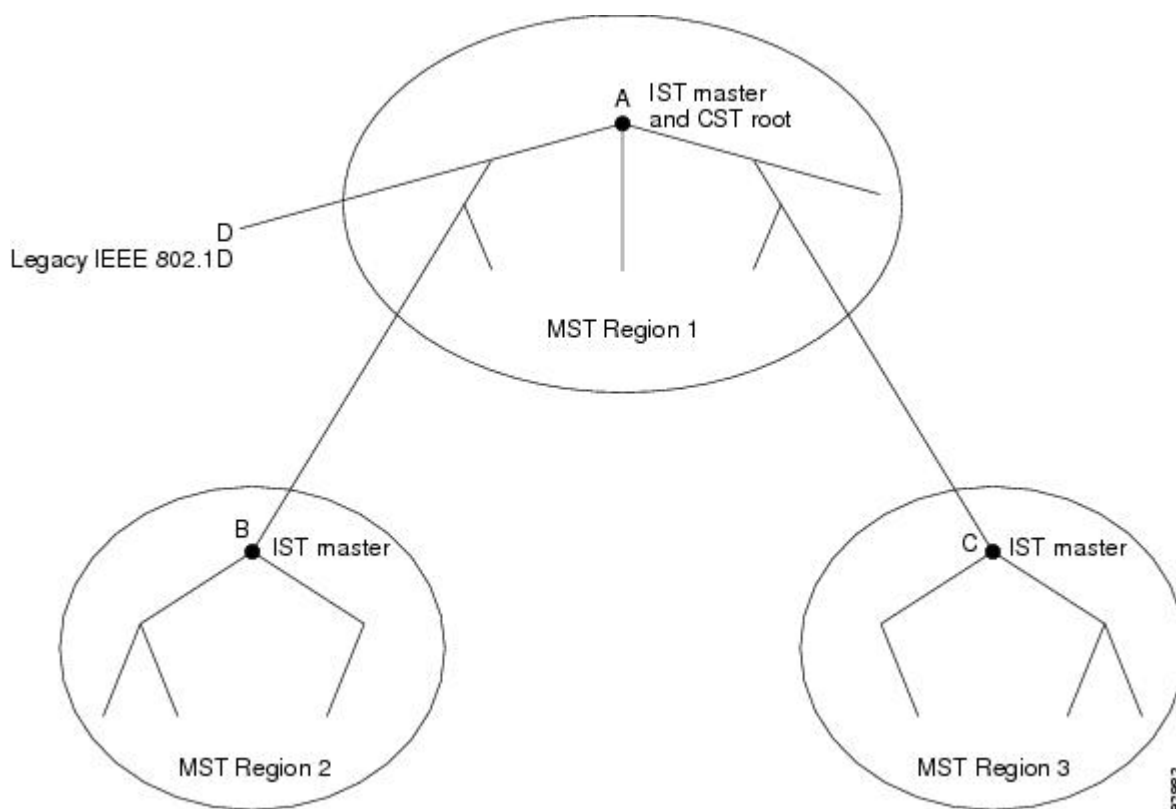 A
IST master
and CST root
D
Legacy IEEE 802.1D
MST Region 1
B
IST master
C
IST master
MST Region 2
MST Region 3